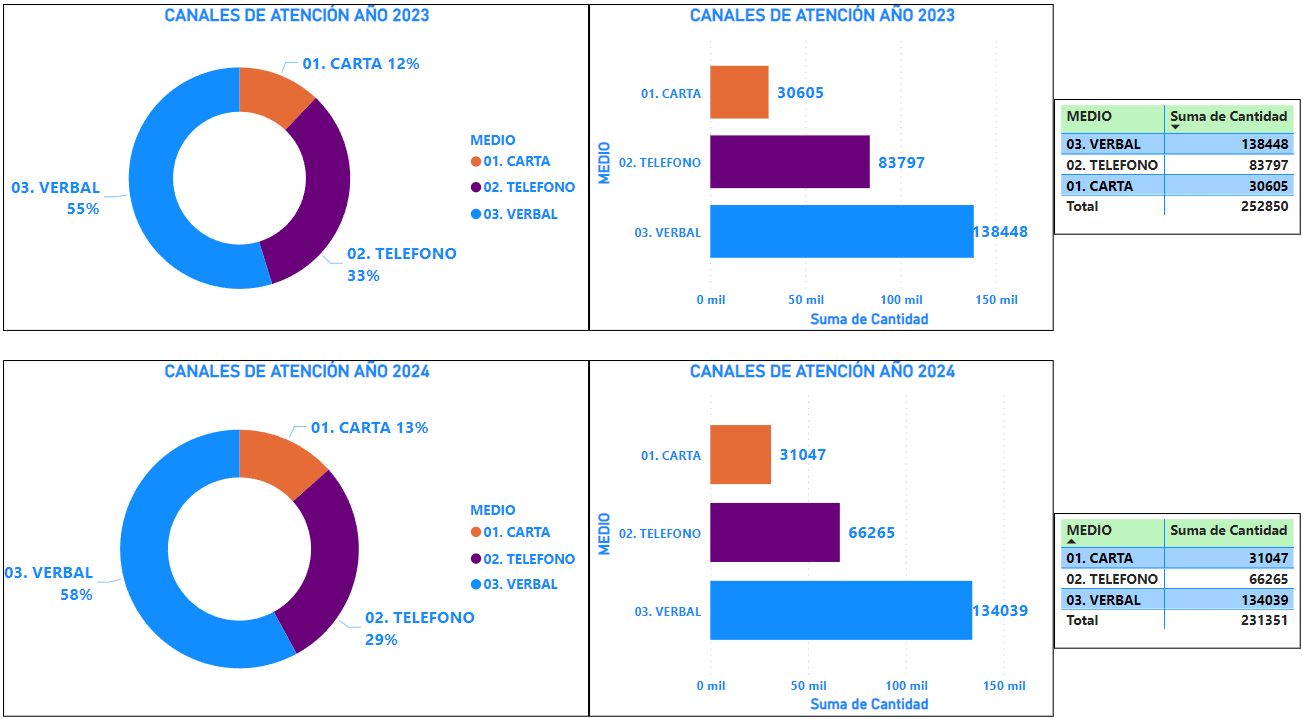 CANALES DE ATENCIÓN AÑO 2023
01. CARTA 12%
03. VERBAL
55%
02. TELEFONO
33%
MEDIO
01. CARTA
02. TELEFONO
03. VERBAL
CANALES DE ATENCIÓN AÑO 2023
MEDIO
01. CARTA
30605
02. TELEFONO
83797
03. VERBAL
138448
0 mil
50 mil
100 mil
150 mil
Suma de Cantidad
MEDIO Suma de Cantidad
03. VERBAL 138448
02. TELEFONO 83797
01. CARTA 30605
Total 252850
CANALES DE ATENCIÓN AÑO 2024
01. CARTA 13%
03. VERBAL
58%
02. TELEFONO
29%
MEDIO
01. CARTA
02. TELEFONO
03. VERBAL
CANALES DE ATENCIÓN AÑO 2024
MEDIO
01. CARTA
31047
02. TELEFONO
66265
03. VERBAL
134039
0 mil
50 mil
100 mil
150 mil
Suma de Cantidad
MEDIO Suma de Cantidad
01. CARTA 31047
02. TELEFONO 66265
03. VERBAL 134039
Total 231351